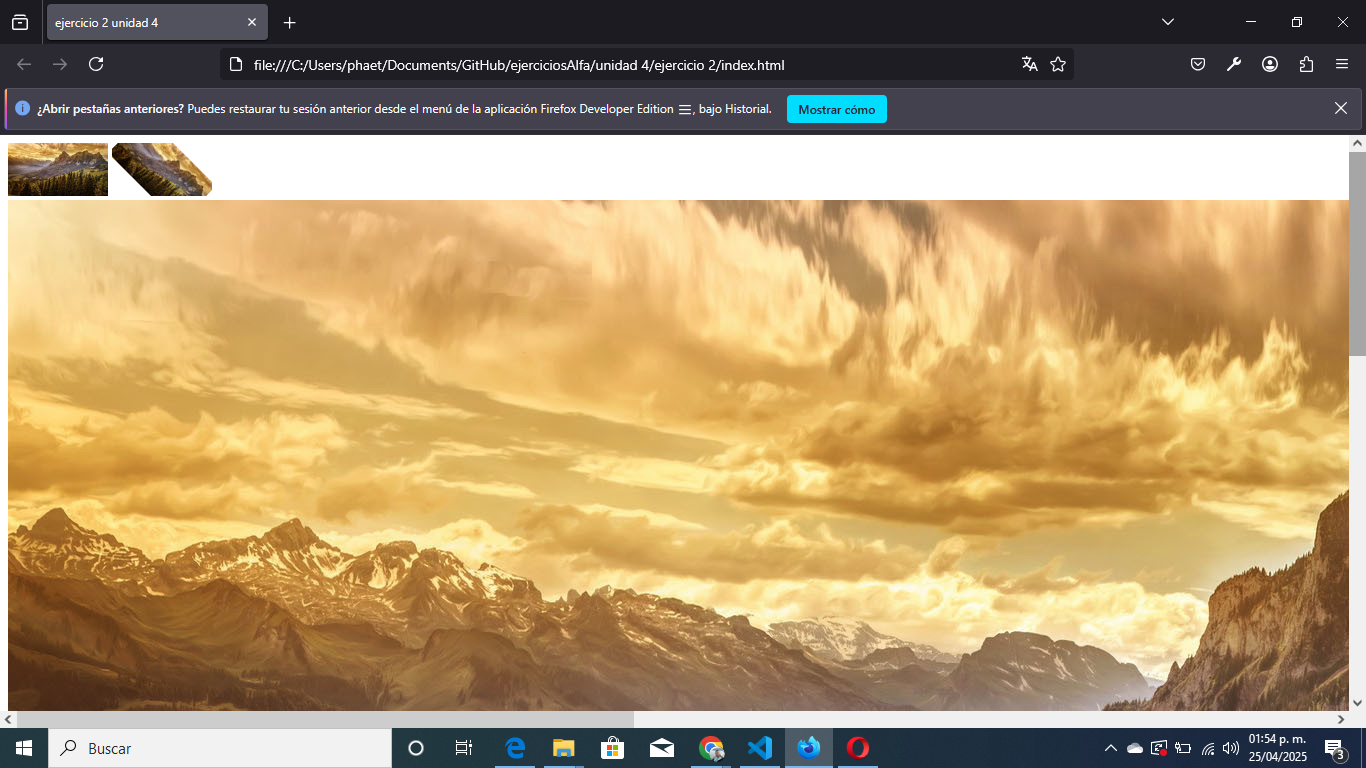 ejercicio 2 unidad 4
file:///C:/Users/phaet/Documents/GitHub/ejerciciosAlfa/unidad 4/ejercicio 2/index.html
¿Abrir pestañas anteriores? Puedes restaurar tu sesión anterior desde el menú de la aplicación Firefox Developer Edition ☰, bajo Historial. Mostrar cómo
Buscar
01:54 p. m.
25/04/2025
3